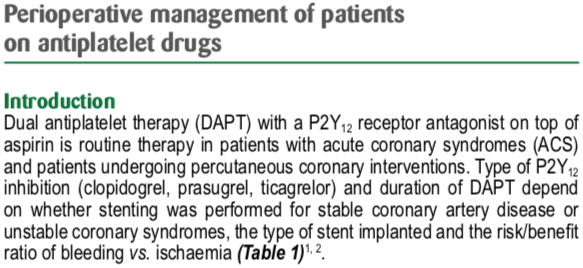 Perioperative management of patients
on antiplatelet drugs
Introduction
Dual antiplatelet therapy (DAPT) with a P2Y₁₂ receptor antagonist on top of
aspirin is routine therapy in patients with acute coronary syndromes (ACS)
and patients undergoing percutaneous coronary interventions. Type of P2Y₁₂
inhibition (clopidogrel, prasugrel, ticagrelor) and duration of DAPT depend
on whether stenting was performed for stable coronary artery disease or
unstable coronary syndromes, the type of stent implanted and the risk/benefit
ratio of bleeding vs. ischaemia (Table 1)¹, ².